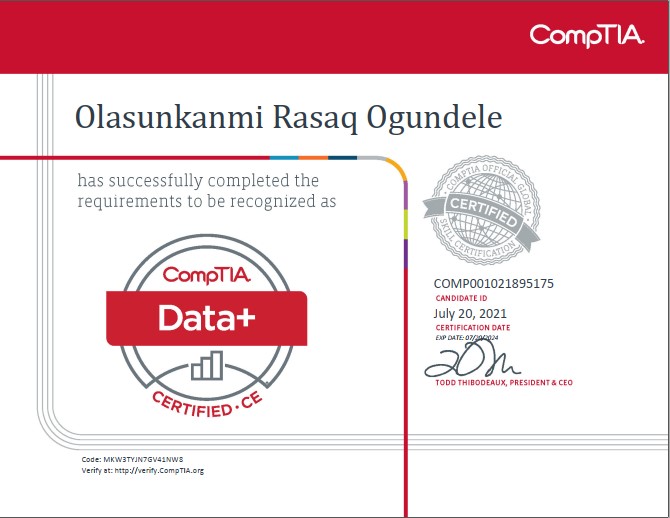 CompTIA.
Olasunkanmi Rasaq Ogundele
has successfully completed the
requirements to be recognized as
CompTIA.
Data+
CERTIFIED • CE
COMPTIA OFFICIAL GLOBAL
CERTIFIED
SKILL CERTIFICATION
COMP001021895175
CANDIDATE ID
July 20, 2021
CERTIFICATION DATE
EXP DATE: 07/20/2024
TODD THIBODEAUX, PRESIDENT & CEO
Code: MKW3TYJN7GV41NWS
Verify at: http://verify.CompTIA.org